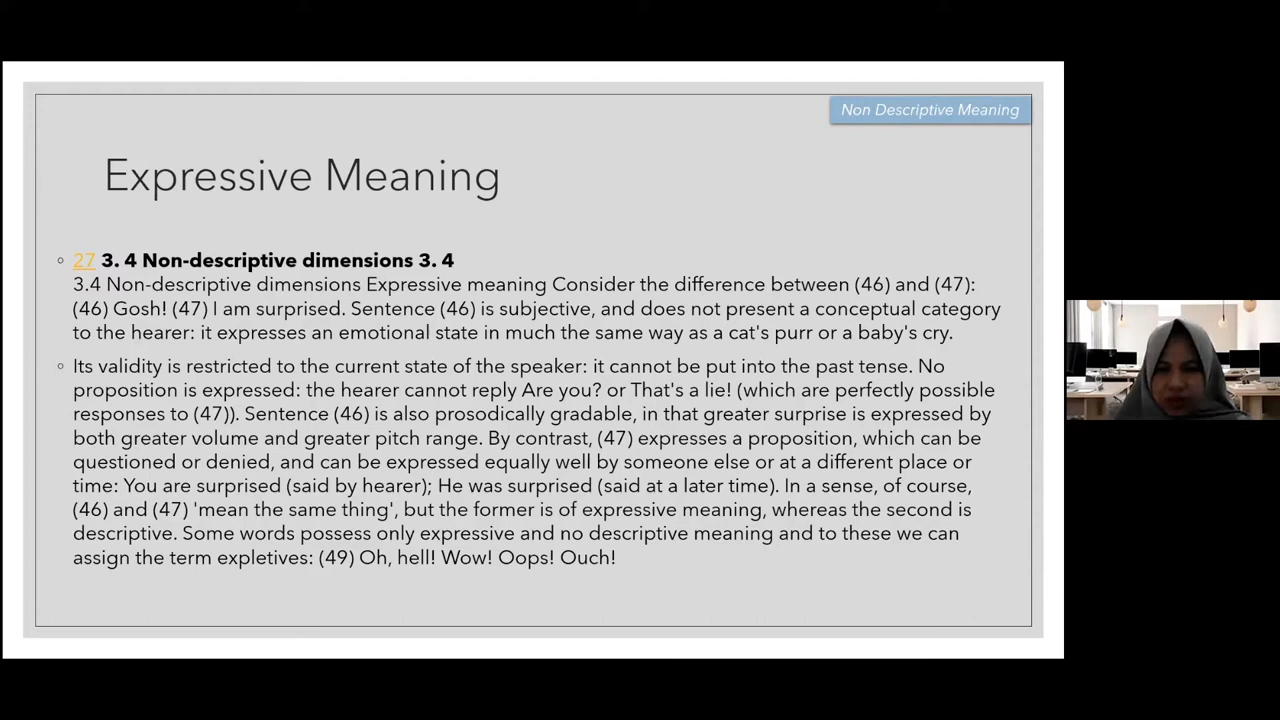 Non Descriptive Meaning
Expressive Meaning
27 3. 4 Non-descriptive dimensions 3. 4
3.4 Non-descriptive dimensions Expressive meaning Consider the difference between (46) and (47):
(46) Gosh! (47) I am surprised. Sentence (46) is subjective, and does not present a conceptual category
to the hearer: it expresses an emotional state in much the same way as a cat's purr or a baby's cry.
Its validity is restricted to the current state of the speaker: it cannot be put into the past tense. No
proposition is expressed: the hearer cannot reply Are you? or That's a lie! (which are perfectly possible
responses to (47)). Sentence (46) is also prosodically gradable, in that greater surprise is expressed by
both greater volume and greater pitch range. By contrast, (47) expresses a proposition, which can be
questioned or denied, and can be expressed equally well by someone else or at a different place or
time: You are surprised (said by hearer); He was surprised (said at a later time). In a sense, of course,
(46) and (47) 'mean the same thing', but the former is of expressive meaning, whereas the second is
descriptive. Some words possess only expressive and no descriptive meaning and to these we can
assign the term expletives: (49) Oh, hell! Wow! Oops! Ouch!